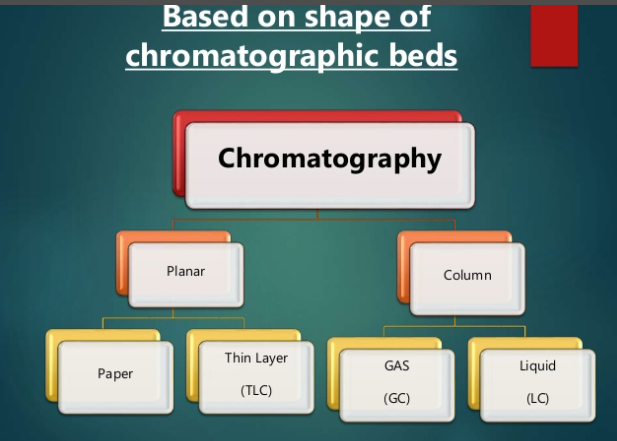 Based on shape of
chromatographic beds
Chromatography
Planar
Column
Paper
Thin Layer
(TLC)
GAS
(GC)
Liquid
(LC)